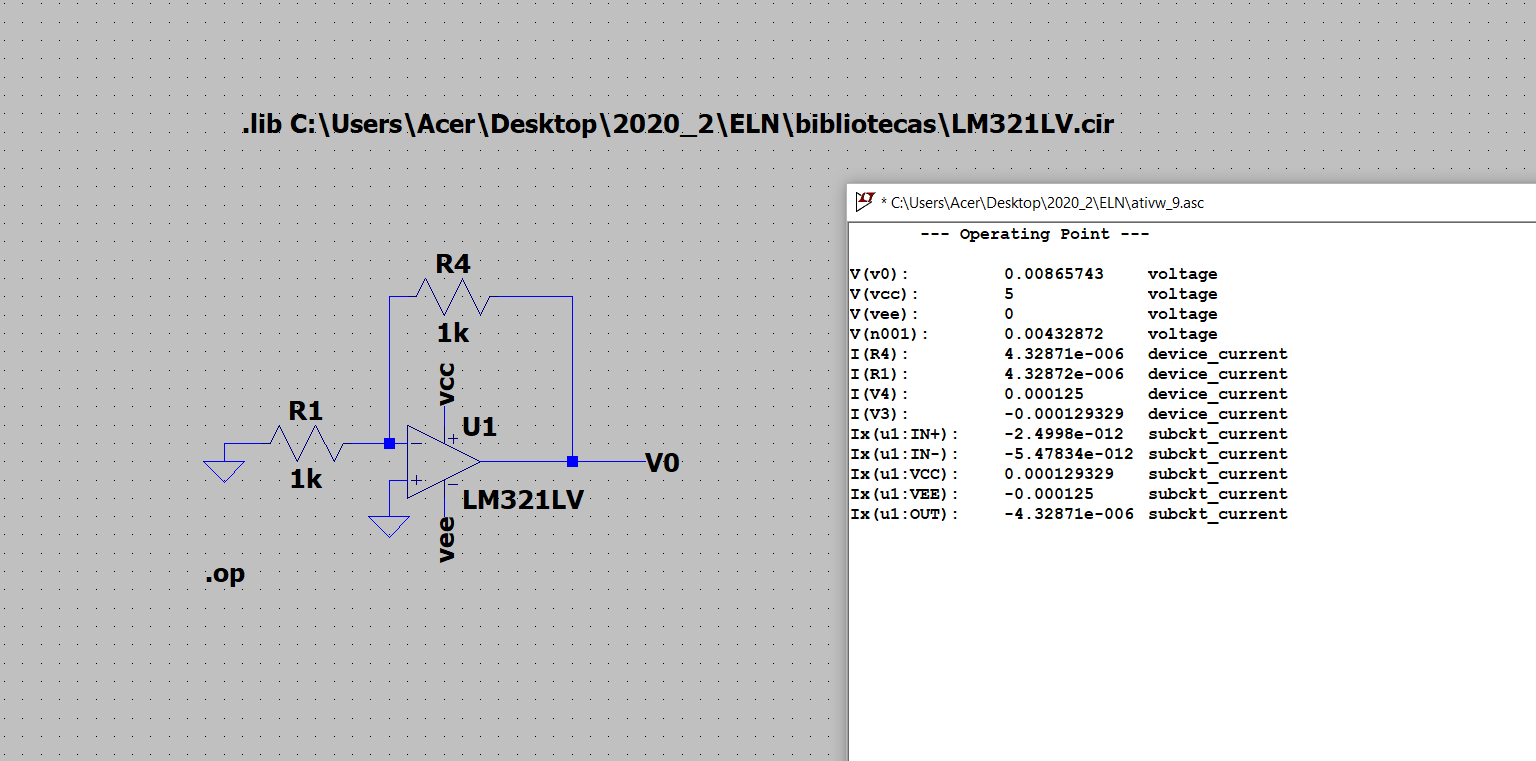 .lib C:\Users\Acer\Desktop\2020_2\ELN\bibliotecas\LM321LV.cir
* C:\Users\Acer\Desktop\2020_2\ELN\ativw_9.asc
--- Operating Point ---
V(v0): 0.00865743 voltage
V(vcc): 5 voltage
V(vee): 0 voltage
V(n001): 0.00432872 voltage
I(R4): 4.32871e-006 device_current
I(R1): 4.32872e-006 device_current
I(V4): 0.000125 device_current
I(V3): -0.000129329 device_current
Ix(u1:IN+): -2.4998e-012 subckt_current
Ix(u1:IN-): -5.47834e-012 subckt_current
Ix(u1:VCC): 0.000129329 subckt_current
Ix(u1:VEE): -0.000125 subckt_current
Ix(u1:OUT): -4.32871e-006 subckt_current
R4
1k
vcc
R1
1k
U1
V0
LM321LV
vee
.op